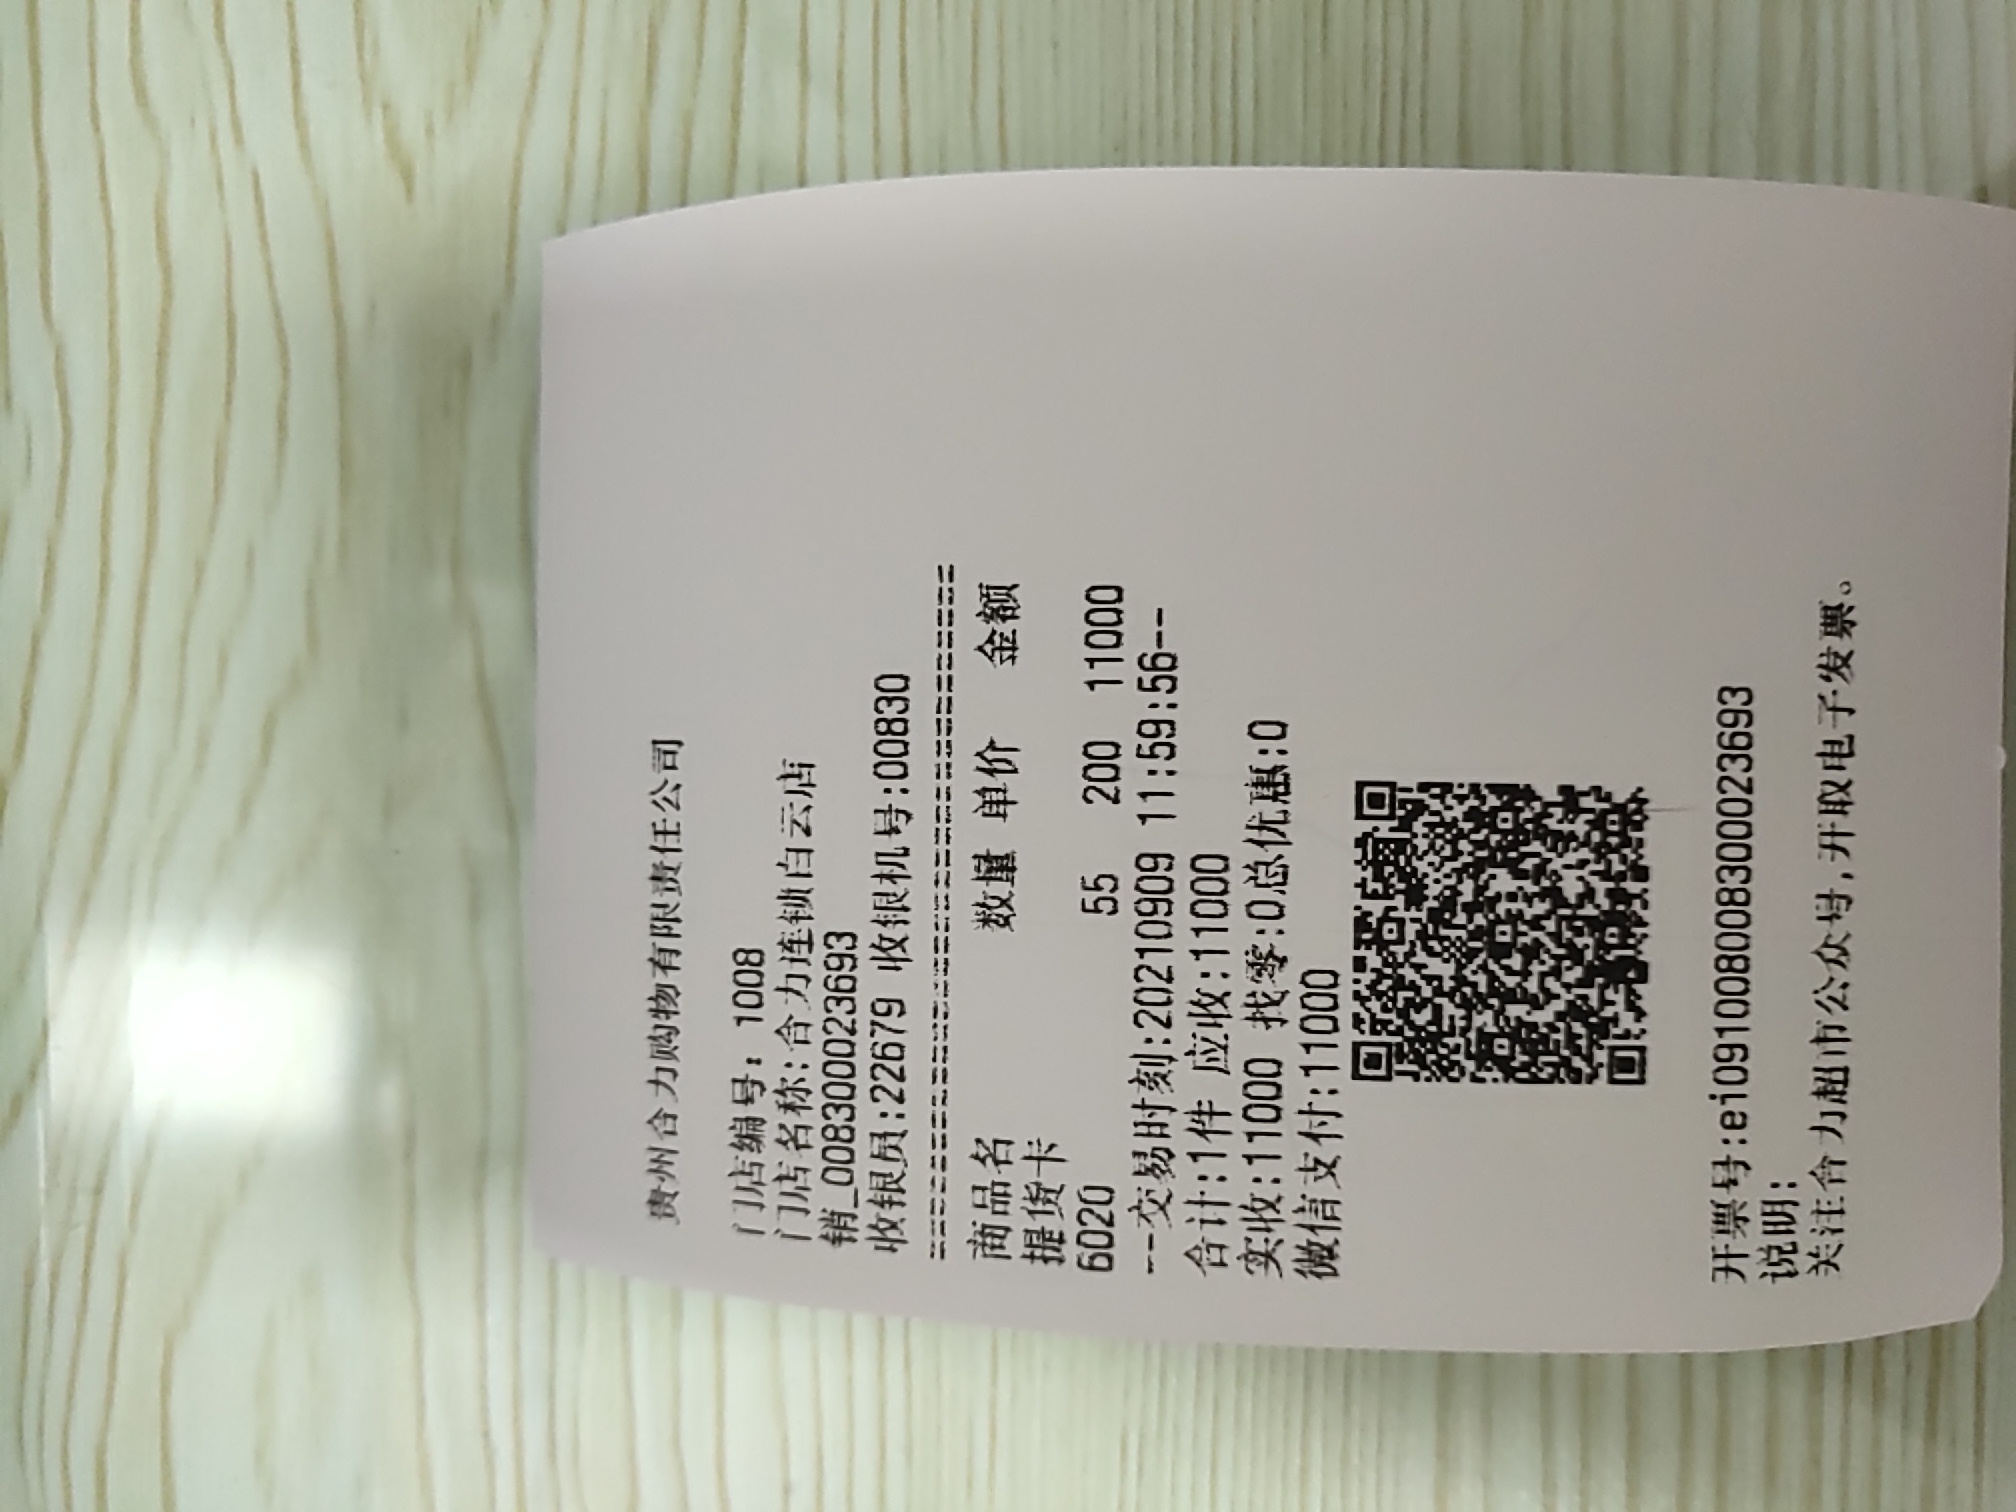 贵州合力购物有限责任公司
门店编号: 1008
门店名称:合力连锁白云店
销_0083000023693
收银员:22679 收银机号:00830
==========================================
商品名 数量 单价 金额
提货卡
6020 55 200 11000
--交易时刻:20210909 11:59:56--
合计:1件 应收:11000
实收:11000 找零:0总优惠:0
微信支付:11000
开票号:ei0910080083000023693
说明:
关注合力超市公众号,开取电子发票。